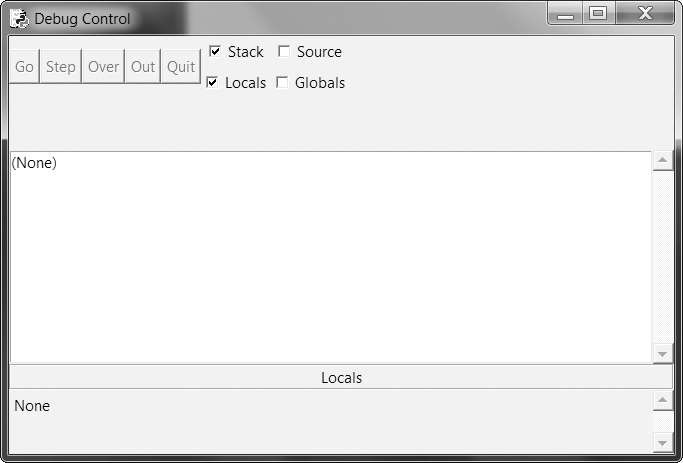 Debug Control
Go Step Over Out Quit Stack Source
Locals Globals
(None)
Locals
None